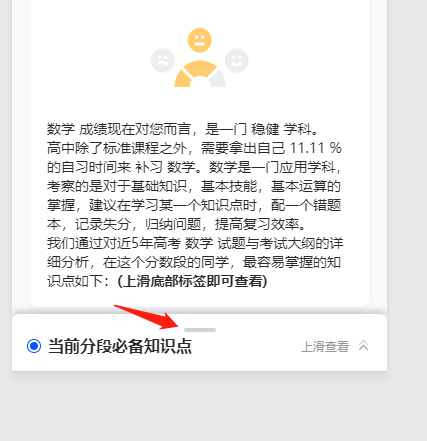 数学 成绩现在对您而言，是一门 稳健 学科。
高中除了标准课程之外，需要拿出自己 11.11 %
的自习时间来 补习 数学。数学是一门应用学科，
考察的是对于基础知识，基本技能，基本运算的
掌握，建议在学习某一个知识点时，配一个错题
本，记录失分，归纳问题，提高复习效率。
我们通过对近5年高考 数学 试题与考试大纲的详
细分析，在这个分数段的同学，最容易掌握的知
识点如下：(上滑底部标签即可查看)
当前分段必备知识点 上滑查看